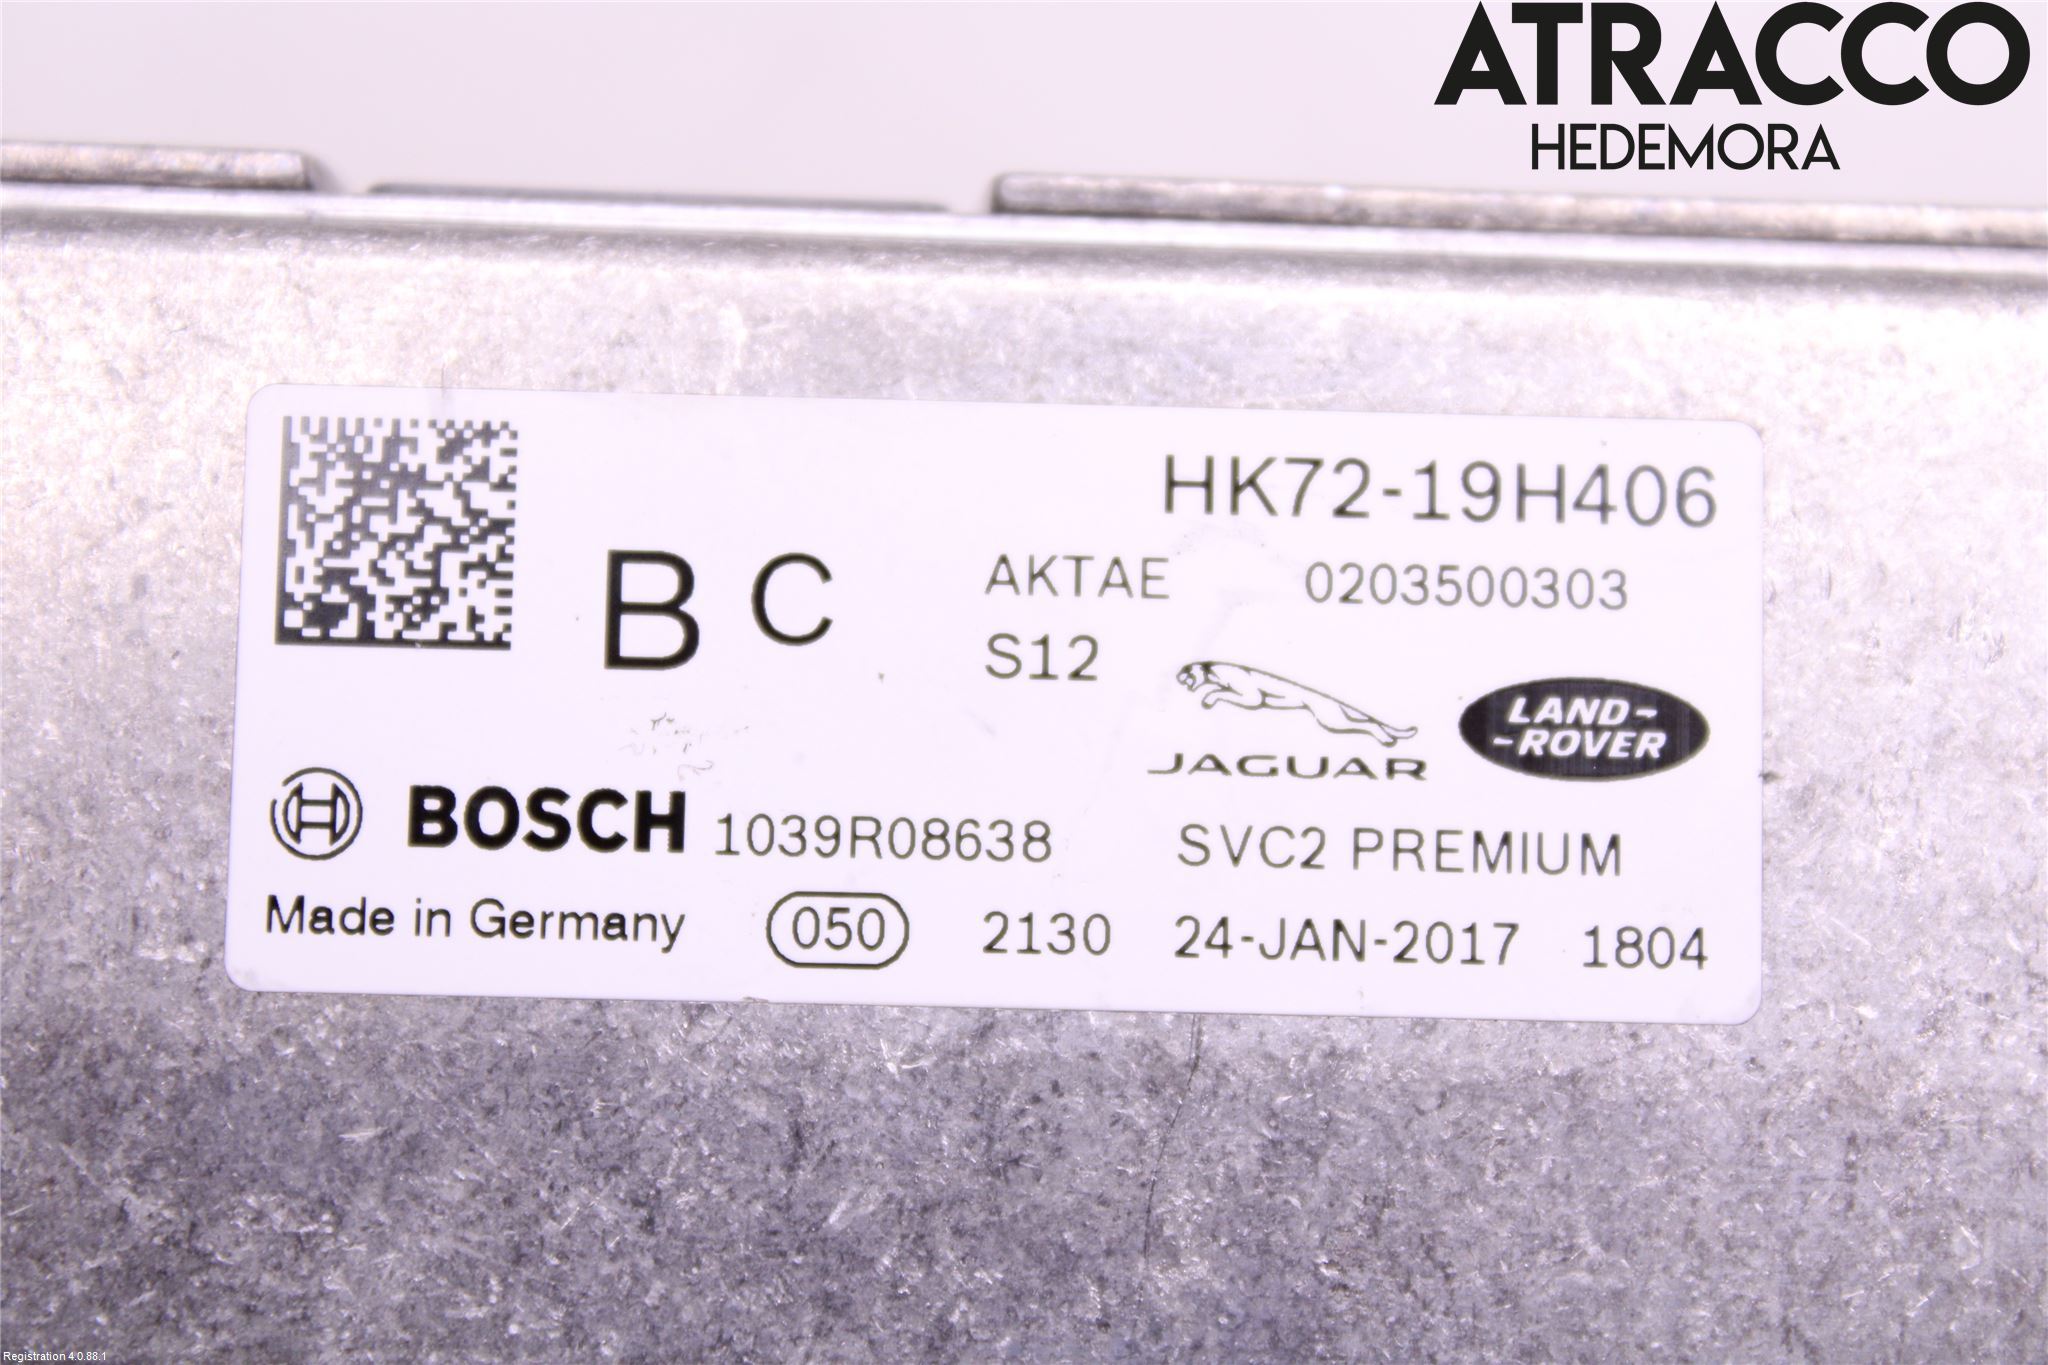 ATRACCO
HEDEMORA
HK72-19H406
B C
AKTAE 0203500303
S12
JAGUAR
LAND-
-ROVER
BOSCH 1039R08638 SVC2 PREMIUM
Made in Germany 050 2130 24-JAN-2017 1804
Registration 4.0.88.1